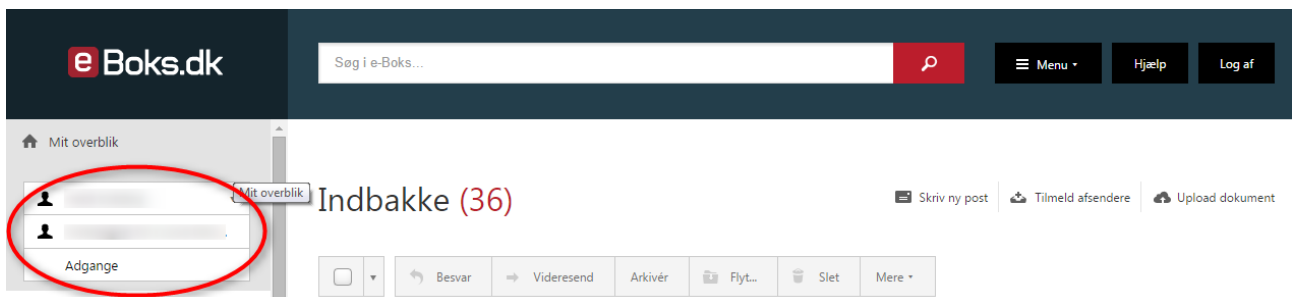 e Boks.dk
Søg i e-Boks...
Menu
Hjælp
Log af
Mit overblik
Mit overblik
Adgange
Indbakke (36)
Skriv ny post
Tilmeld afsendere
Upload dokument
Besvar
Videresend
Arkivér
Flyt...
Slet
Mere